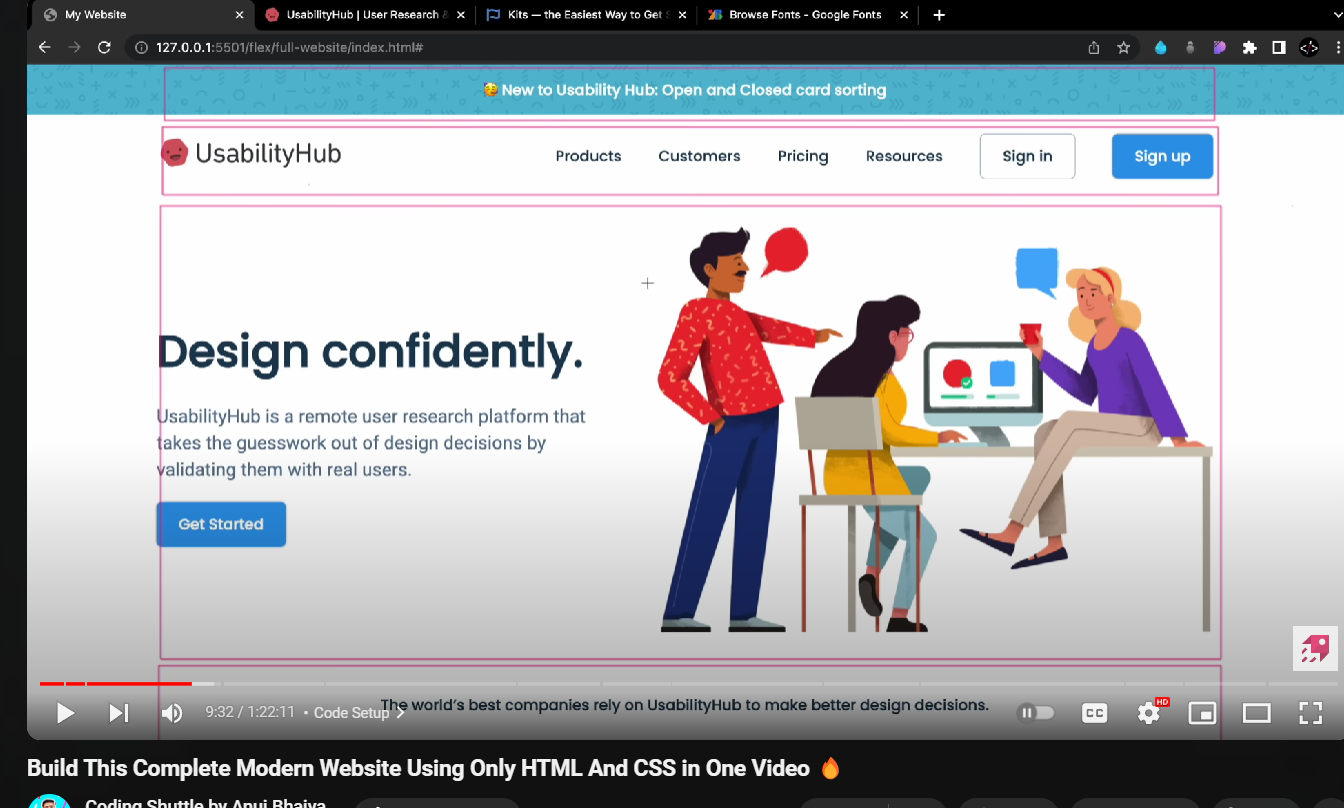 My Website
UsabilityHub | User Research &
Kits — the Easiest Way to Get S
Browse Fonts - Google Fonts
127.0.0.1:5501/flex/full-website/index.html#
🥰 New to Usability Hub: Open and Closed card sorting
UsabilityHub
Products
Customers
Pricing
Resources
Sign in
Sign up
Design confidently.
UsabilityHub is a remote user research platform that
takes the guesswork out of design decisions by
validating them with real users.
Get Started
The world's best companies rely on UsabilityHub to make better design decisions.
9:32 / 1:22:11 • Code Setup
CC
HD
Build This Complete Modern Website Using Only HTML And CSS in One Video 🔥
Coding Shuttle by Anuj Bhaiya